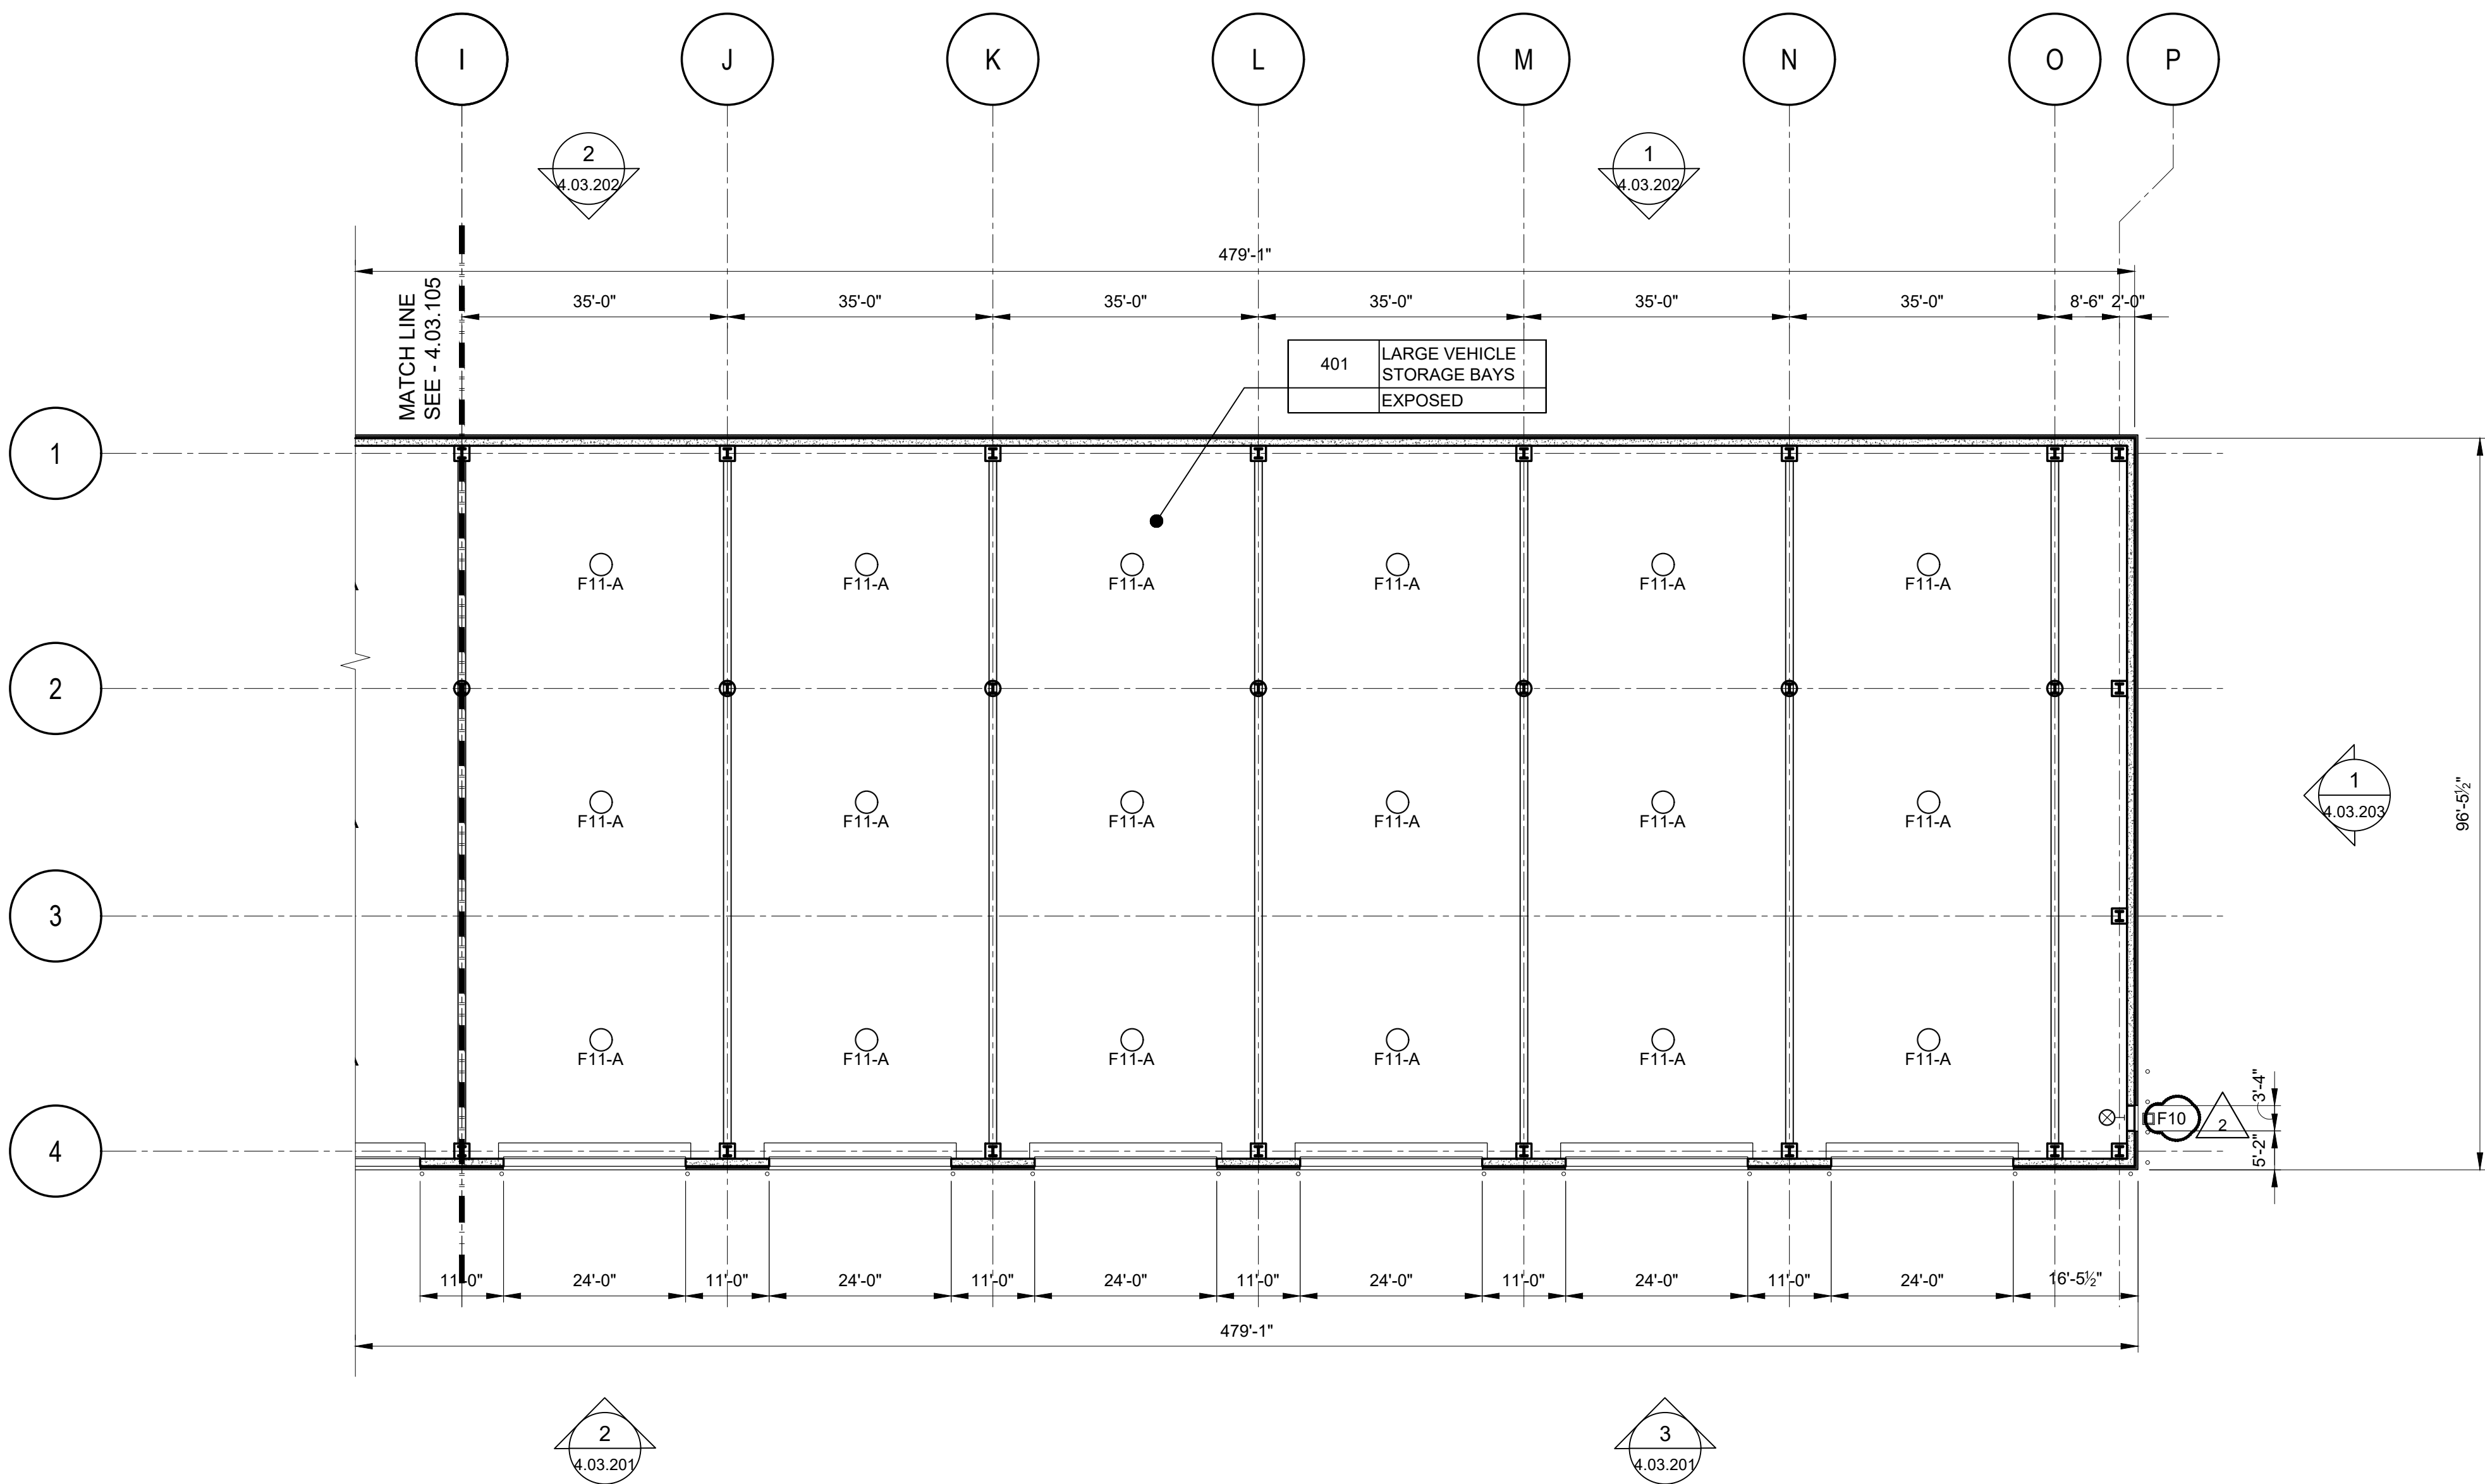 I
J
K
L
M
N
O
P
2
4.03.202
1
4.03.202
479'-1"
MATCH LINE
SEE - 4.03.105
35'-0"
35'-0"
35'-0"
35'-0"
35'-0"
35'-0"
8'-6"
2'-0"
401
LARGE VEHICLE
STORAGE BAYS
EXPOSED
1
F11-A
F11-A
F11-A
F11-A
F11-A
F11-A
2
1
4.03.203
96'-5½"
F11-A
F11-A
F11-A
F11-A
F11-A
F11-A
3
F11-A
F11-A
F11-A
F11-A
F11-A
F11-A
3'-4"
F10
2
5'-2"
4
11'-0"
24'-0"
11'-0"
24'-0"
11'-0"
24'-0"
11'-0"
24'-0"
11'-0"
24'-0"
11'-0"
24'-0"
16'-5½"
479'-1"
2
4.03.201
3
4.03.201